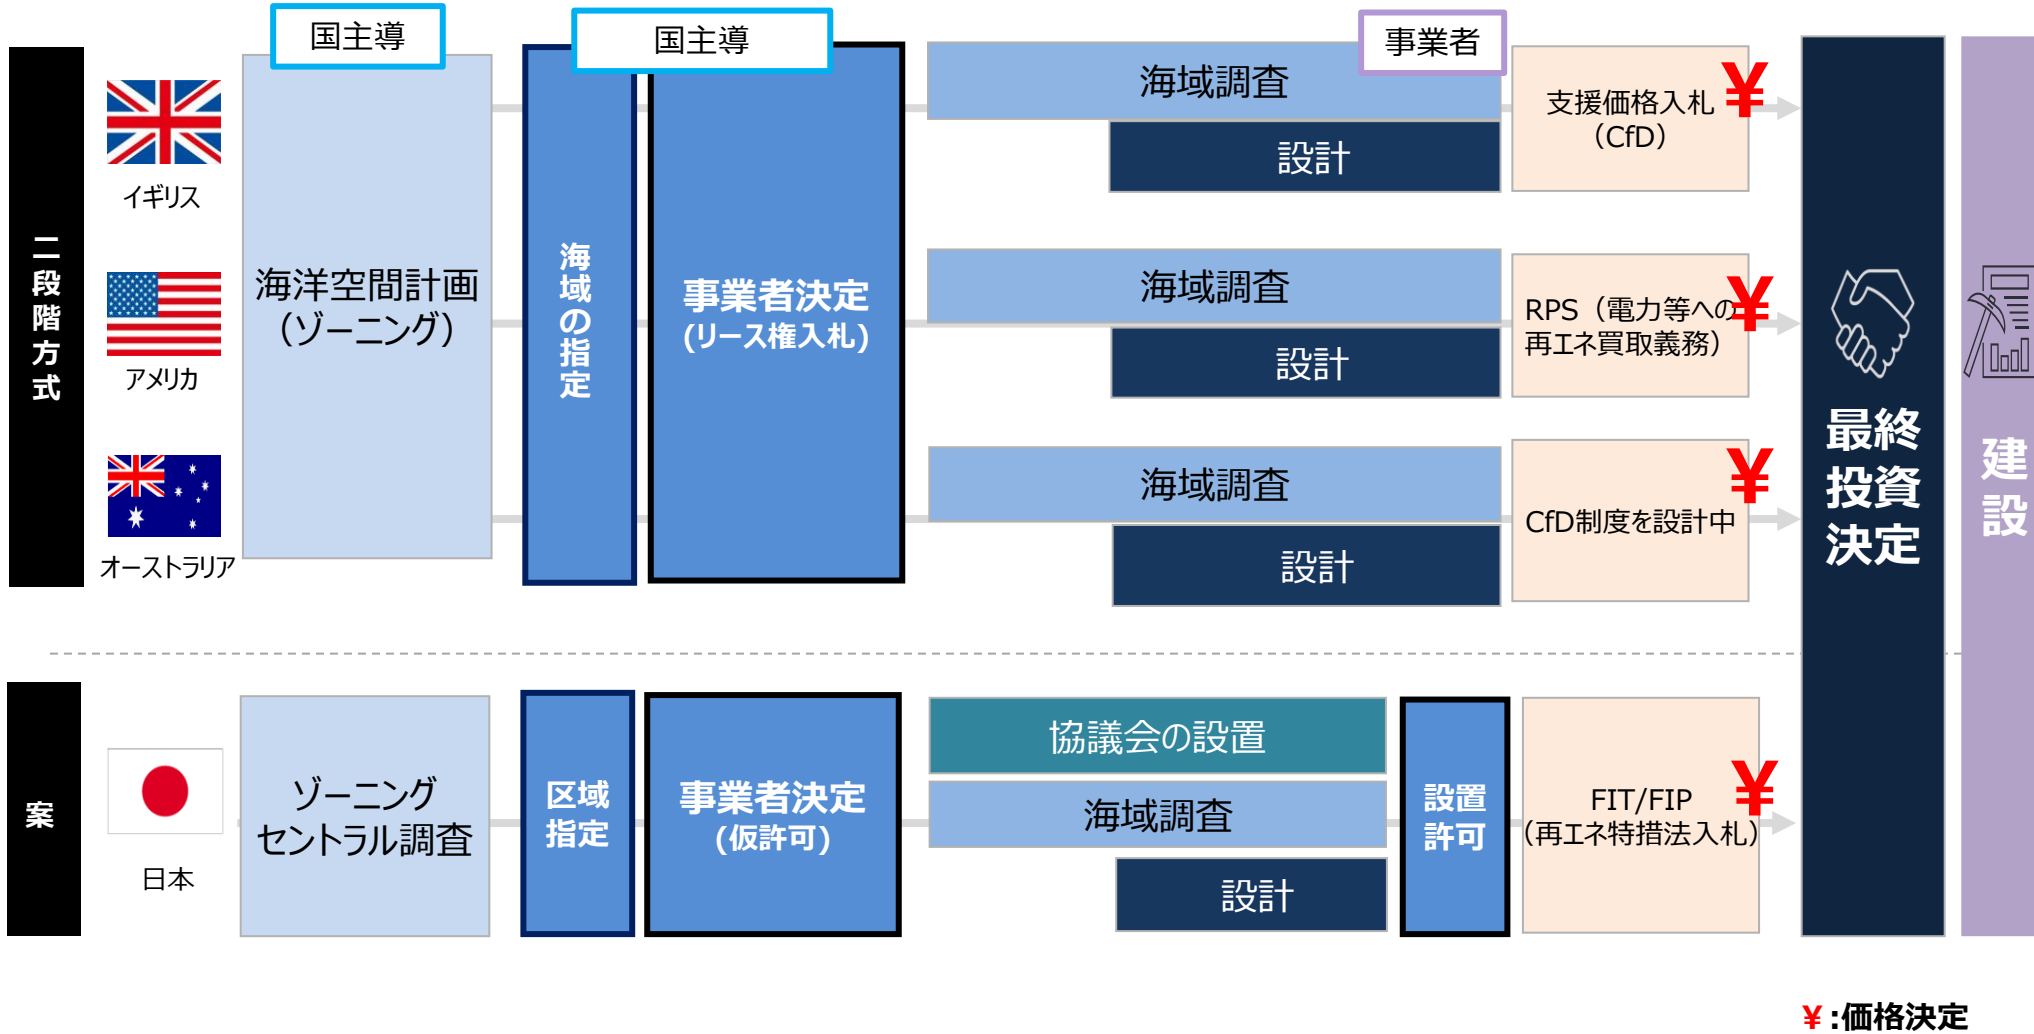 国主導
国主導
事業者
二段階方式
イギリス
アメリカ
オーストラリア
海洋空間計画
（ゾーニング）
海域の指定
事業者決定
(リース権入札)
海域調査
設計
支援価格入札
（CfD）
¥
海域調査
設計
RPS（電力等への
再エネ買取義務）
¥
海域調査
設計
CfD制度を設計中
¥
最終
投資
決定
建設
案
日本
ゾーニング
セントラル調査
区域
指定
事業者決定
(仮許可)
協議会の設置
海域調査
設計
設置
許可
FIT/FIP
（再エネ特措法入札）
¥
¥:価格決定